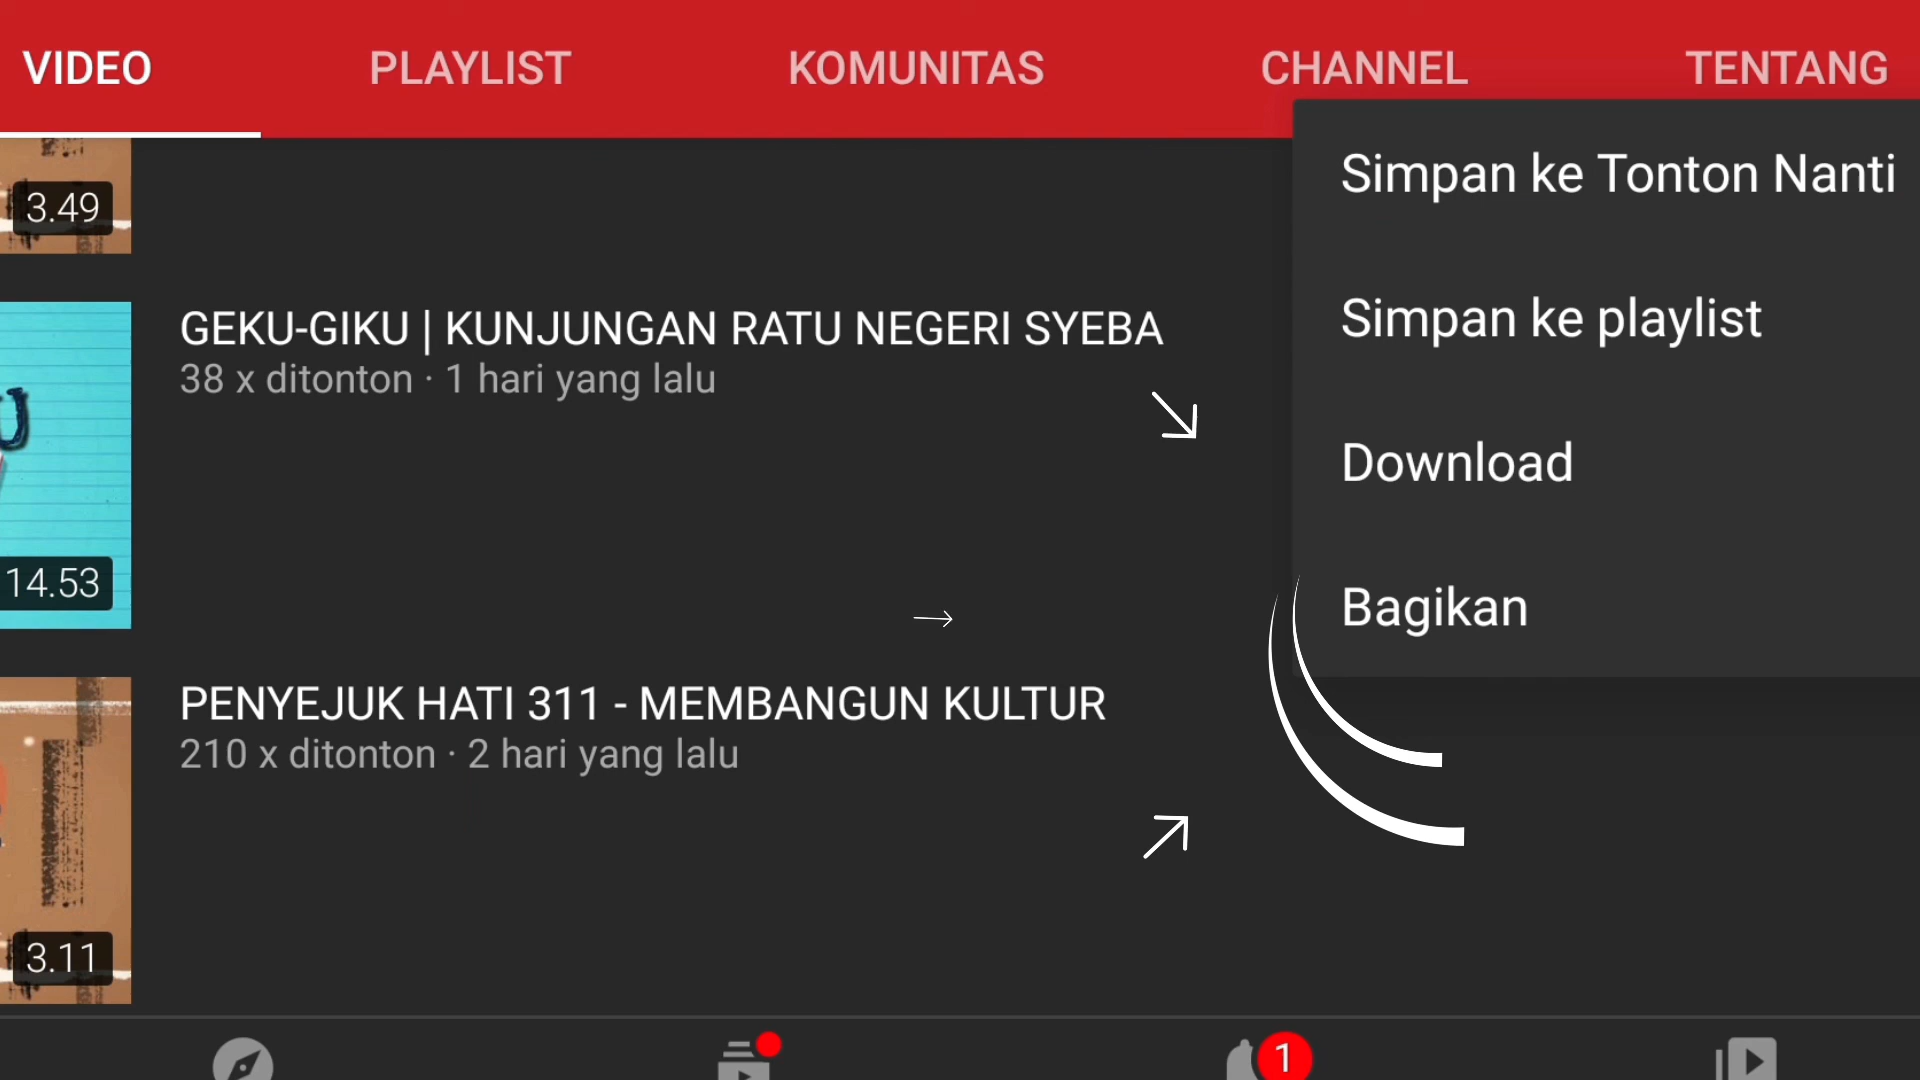 VIDEO PLAYLIST KOMUNITAS CHANNEL TENTANG
3.49
GEKU-GIKU | KUNJUNGAN RATU NEGERI SYEBA
38 x ditonton · 1 hari yang lalu
14.53
PENYEJUK HATI 311 - MEMBANGUN KULTUR
210 x ditonton · 2 hari yang lalu
3.11
Simpan ke Tonton Nanti
Simpan ke playlist
Download
Bagikan
1